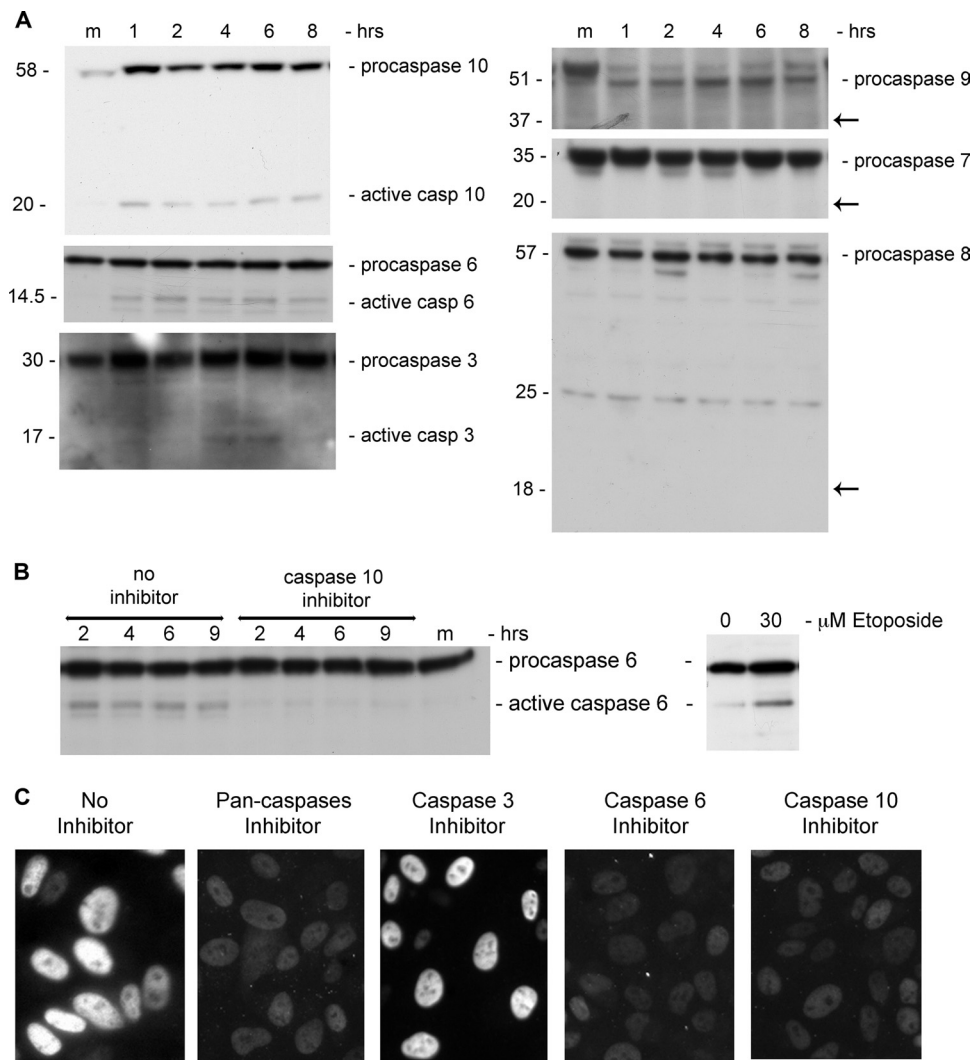 A
m 1 2 4 6 8 - hrs
58 - - procaspase 10
20 - - active casp 10
- procaspase 6
14.5 - - active casp 6
30 - - procaspase 3
17 - - active casp 3
m 1 2 4 6 8 - hrs
51 - - procaspase 9
37 - ←
35 - - procaspase 7
20 - ←
57 - - procaspase 8
25 -
18 - ←
B
no
inhibitor
caspase 10
inhibitor
2 4 6 9 2 4 6 9 m - hrs
- procaspase 6 -
- active caspase 6 -
0 30 - μM Etoposide
C
No
Inhibitor
Pan-caspases
Inhibitor
Caspase 3
Inhibitor
Caspase 6
Inhibitor
Caspase 10
Inhibitor